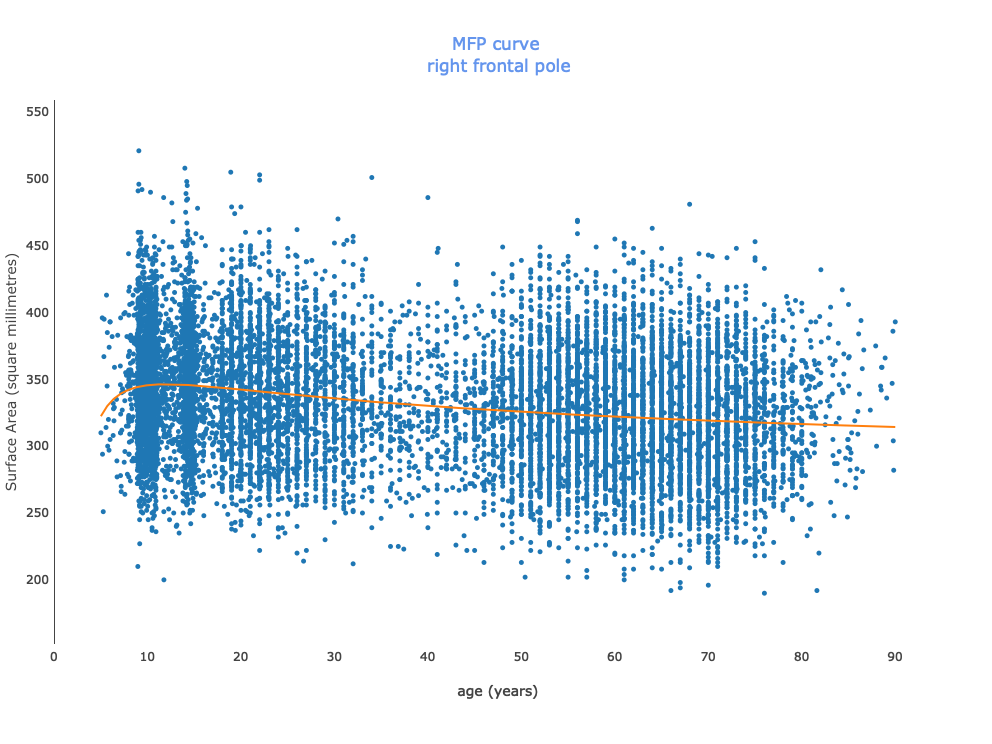 MFP curve
right frontal pole
Surface Area (square millimetres)
550
500
450
400
350
300
250
200
0 10 20 30 40 50 60 70 80 90
age (years)